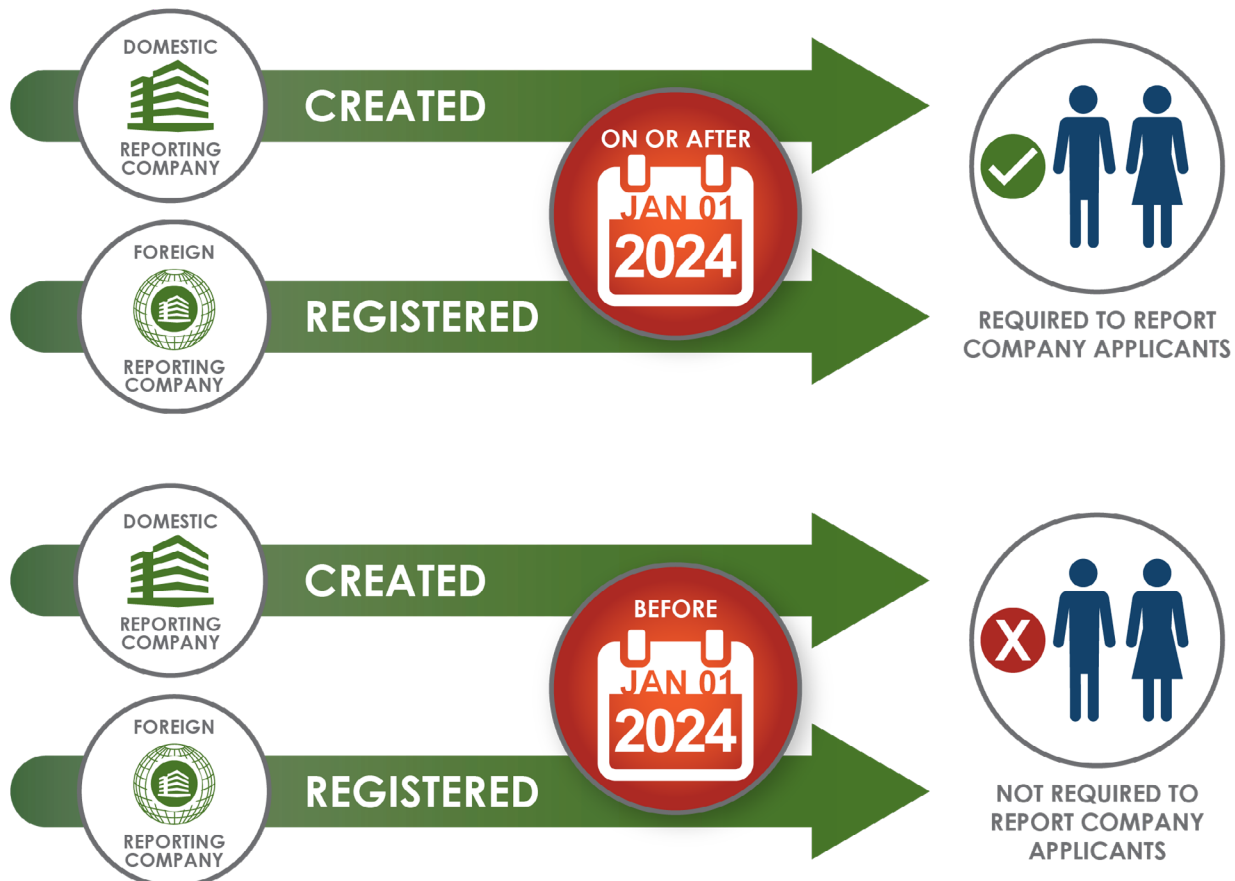 DOMESTIC
REPORTING
COMPANY
CREATED
ON OR AFTER
JAN 01
2024
FOREIGN
REPORTING
COMPANY
REGISTERED
REQUIRED TO REPORT
COMPANY APPLICANTS
DOMESTIC
REPORTING
COMPANY
CREATED
BEFORE
JAN 01
2024
FOREIGN
REPORTING
COMPANY
REGISTERED
X
NOT REQUIRED TO
REPORT COMPANY
APPLICANTS